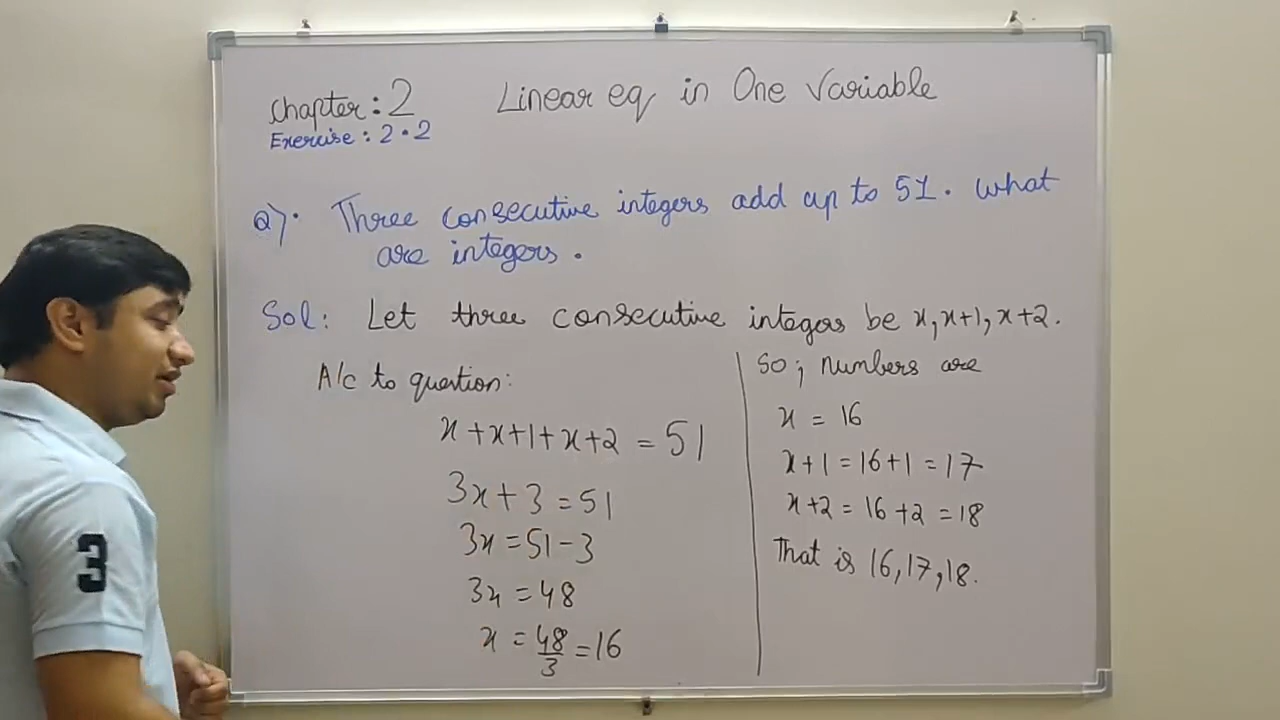 Chapter: 2 Linear eq in One Variable
Exercise: 2.2
Q). Three consecutive integers add up to 51. What
are integers.
Sol: Let three consecutive integers be x, x+1, x+2.
A/c to question:
x+x+1+x+2 = 51
3x+3 = 51
3x = 51-3
3x = 48
x = 48/3 = 16
So; numbers are
x = 16
x+1 = 16+1 = 17
x+2 = 16+2 = 18
That is 16, 17, 18.
3